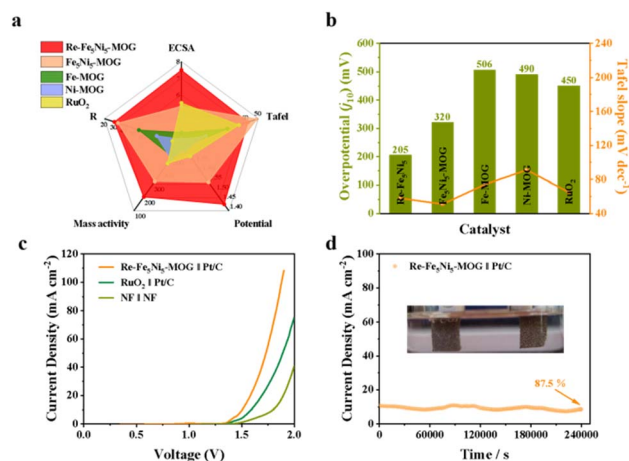 a
ECSA
8
Re-Fe₅Ni₅-MOG
Fe₅Ni₅-MOG
Fe-MOG
Ni-MOG
RuO₂
R
20
30
50
Tafel
300
200
100
Mass activity
1.50
1.45
1.40
Potential
b
Overpotential (j₁₀) (mV)
600
500
400
300
200
100
0
205
320
506
490
450
Re-Fe₅Ni₅
Fe₅Ni₅-MOG
Fe-MOG
Ni-MOG
RuO₂
Catalyst
240
200
160
120
80
40
Tafel slope (mV dec⁻¹)
c
Current Density (mA cm⁻²)
120
100
80
60
40
20
0
Re-Fe₅Ni₅-MOG ‖ Pt/C
RuO₂ ‖ Pt/C
NF ‖ NF
0.0
0.5
1.0
1.5
2.0
Voltage (V)
d
Current Density (mA cm⁻²)
100
80
60
40
20
0
Re-Fe₅Ni₅-MOG ‖ Pt/C
87.5 %
0
60000
120000
180000
240000
Time / s